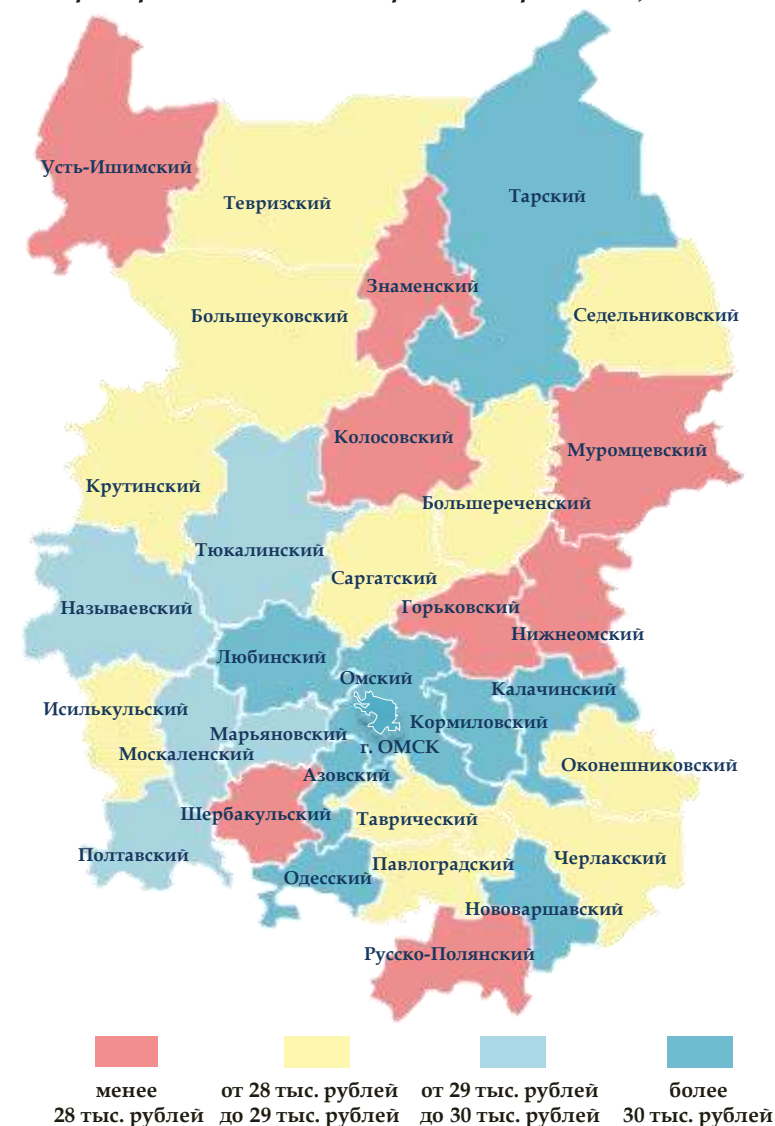 Усть-Ишимский
Тевризский
Тарский
Знаменский
Большеуковский
Седельниковский
Колосовский
Муромцевский
Крутинский
Большереченский
Тюкалинский
Саргатский
Называевский
Горьковский
Нижнеомский
Любинский
Омский
Калачинский
Исилькульский
Кормиловский
Марьяновский
Москаленский
г. ОМСК
Оконешниковский
Азовский
Шербакульский
Таврический
Полтавский
Павлоградский
Черлакский
Одесский
Нововаршавский
Русско-Полянский
менее
28 тыс. рублей
от 28 тыс. рублей
до 29 тыс. рублей
от 29 тыс. рублей
до 30 тыс. рублей
более
30 тыс. рублей